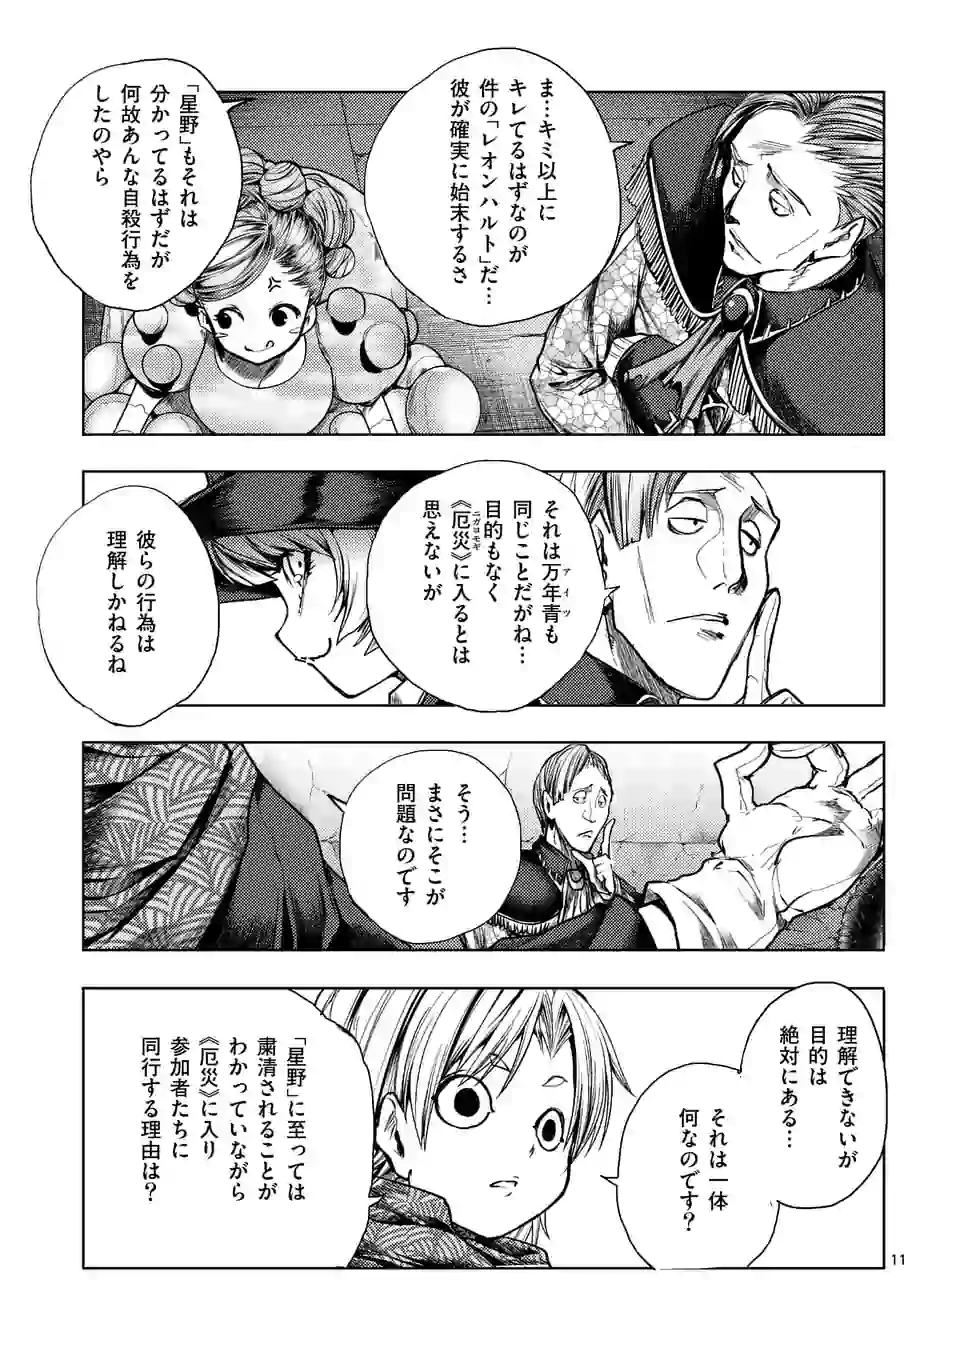 ま…キミ以上に
キレてるはずなのが
件の「レオンハルト」だ…
彼が確実に始末するさ
「星野」もそれは
分かってるはずだが
何故あんな自殺行為を
したのやら
それは万年青も
アイツ
同じことだがね…
目的もなく
《厄災》に入るとは
ニガヨモギ
思えないが
彼らの行為は
理解しかねるね
そう…
まさにそこが
問題なのです
理解できないが
目的は
絶対にある…
それは一体
何なのです？
「星野」に至っては
粛清されることが
わかっていながら
《厄災》に入り
参加者たちに
同行する理由は？
11